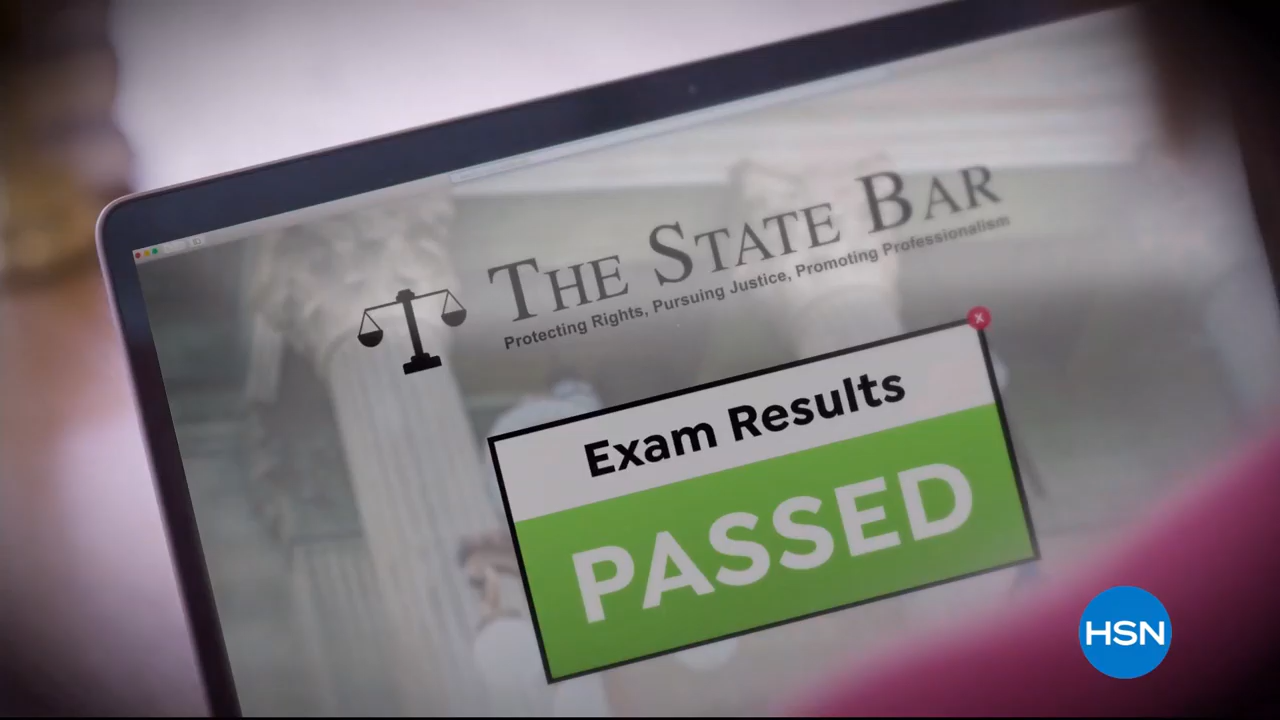 THE STATE BAR
Protecting Rights, Pursuing Justice, Promoting Professionalism
x
Exam Results
PASSED
HSN